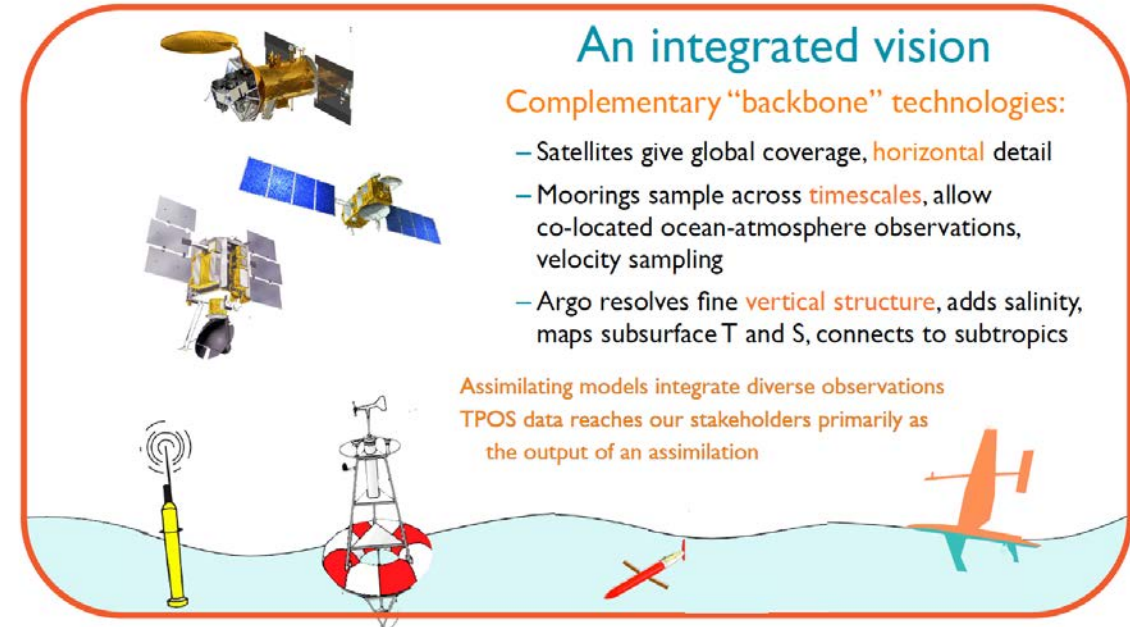 An integrated vision
Complementary “backbone” technologies:
– Satellites give global coverage, horizontal detail
– Moorings sample across timescales, allow
co-located ocean-atmosphere observations,
velocity sampling
– Argo resolves fine vertical structure, adds salinity,
maps subsurface T and S, connects to subtropics
Assimilating models integrate diverse observations
TPOS data reaches our stakeholders primarily as
the output of an assimilation